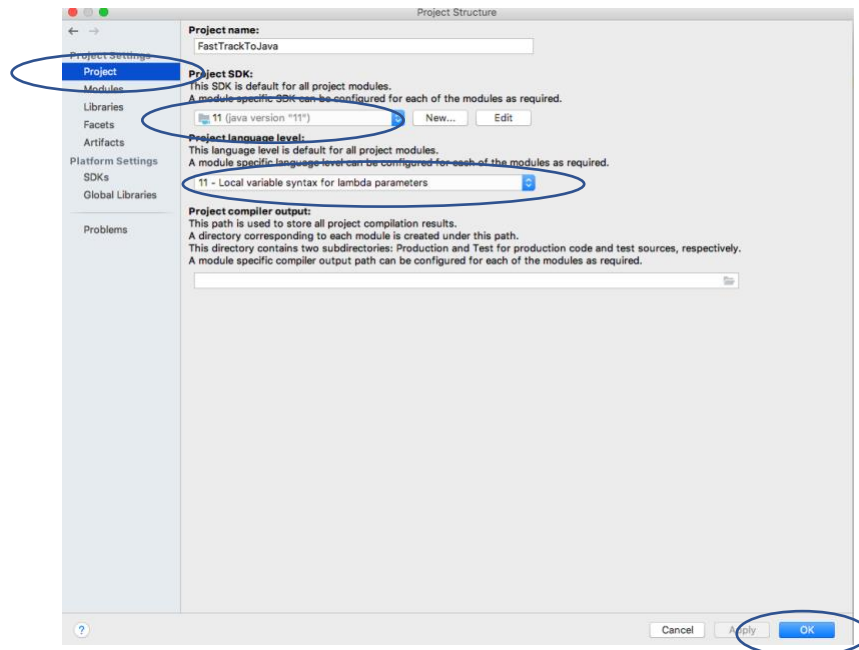 Project Structure
Project Settings
Project
Modules
Libraries
Facets
Artifacts
Platform Settings
SDKs
Global Libraries
Problems
Project name:
FastTrackToJava
Project SDK:
This SDK is default for all project modules.
A module specific SDK can be configured for each of the modules as required.
11 (java version "11")
New...
Edit
Project language level:
This language level is default for all project modules.
A module specific language level can be configured for each of the modules as required.
11 - Local variable syntax for lambda parameters
Project compiler output:
This path is used to store all project compilation results.
A directory corresponding to each module is created under this path.
This directory contains two subdirectories: Production and Test for production code and test sources, respectively.
A module specific compiler output path can be configured for each of the modules as required.
?
Cancel
Apply
OK